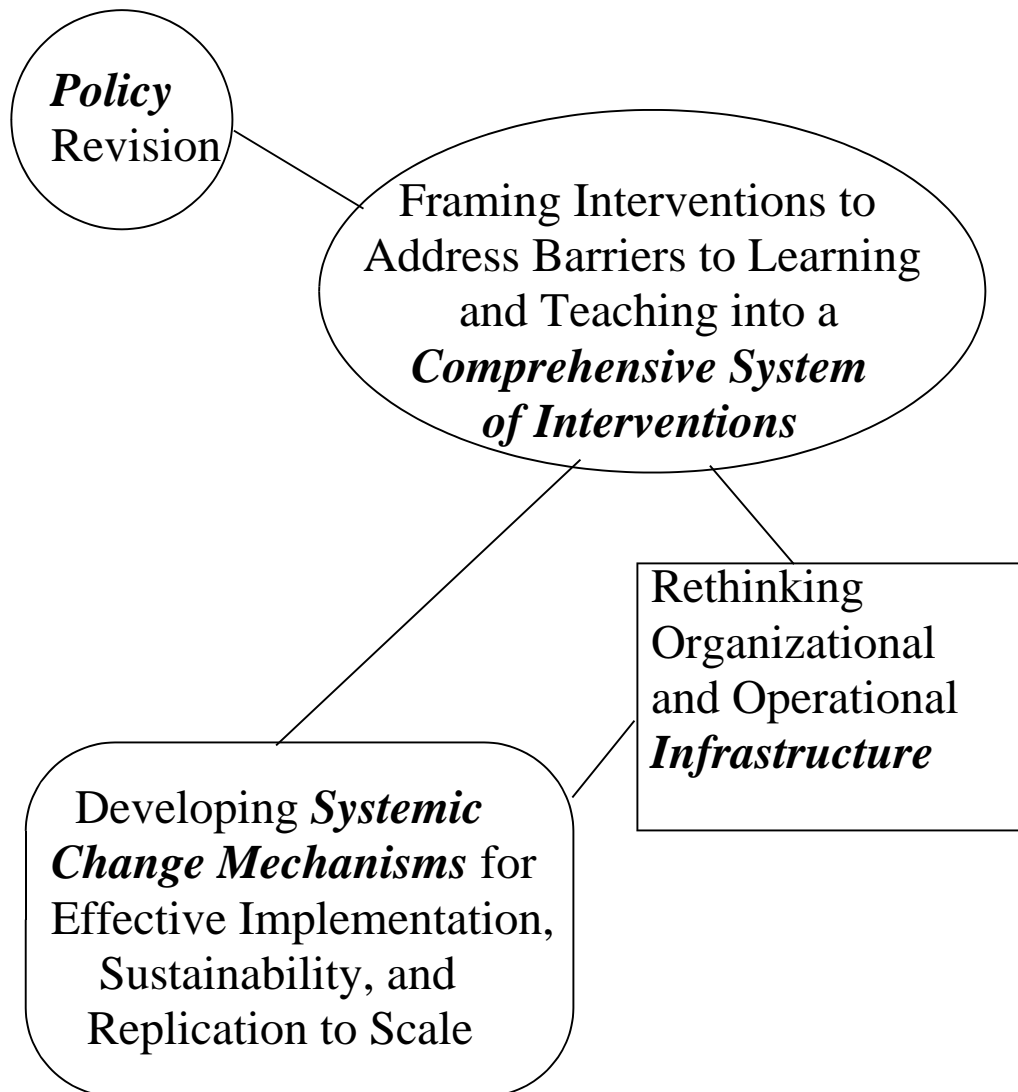 Policy
Revision
Framing Interventions to
Address Barriers to Learning
and Teaching into a
Comprehensive System
of Interventions
Rethinking
Organizational
and Operational
Infrastructure
Developing Systemic
Change Mechanisms for
Effective Implementation,
Sustainability, and
Replication to Scale